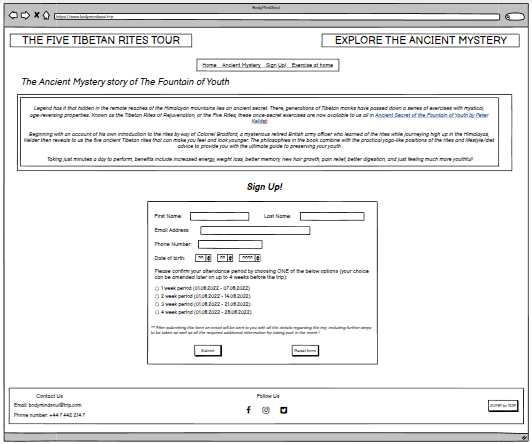 BodyMindSoul
https://www.bodymindsoul.trip
THE FIVE TIBETAN RITES TOUR
EXPLORE THE ANCIENT MYSTERY
Home Ancient Mystery Sign Up! Exercise at home
The Ancient Mystery story of The Fountain of Youth
Legend has it that hidden in the remote reaches of the Himalayan mountains lies an ancient secret. There, generations of Tibetan monks have passed down a series of exercises with mystical,
age-reversing properties. Known as the Tibetan Rites of Rejuvenation, or the Five Rites, these once-secret exercises are now available to us all in Ancient Secret of the Fountain of Youth by Peter
Kelder.
Beginning with an account of his own introduction to the rites by way of Colonel Bradford, a mysterious retired British army officer who learned of the rites while journeying high up in the Himalayas,
Kelder then reveals to us the five ancient Tibetan rites that can make you feel and look younger. The philosophies in the book combine with the practical yoga-like positions of the rites and lifestyle/diet
advice to provide you with the ultimate guide to preserving your youth.
Taking just minutes a day to perform, benefits include increased energy, weight loss, better memory, new hair growth, pain relief, better digestion, and just feeling much more youthful!
Sign Up!
First Name: Last Name:
Email Address:
Phone Number:
Date of birth:
Please confirm your attendance period by choosing ONE of the below options (your choice
can be amended later on up to 4 weeks before the trip):
1 week period (01.08.2022 - 07.08.2022)
2 week period (01.08.2022 - 14.08.2022)
3 week period (01.08.2022 - 21.08.2022)
4 week period (01.08.2022 - 28.08.2022)
** After submitting this form an email will be sent to you with all the details regarding the trip, including further steps
to be taken as well as all the required additional information for taking part in the event !
Submit Reset form
Contact Us Follow Us
Email: bodymindsoul@trip.com
JUMP to TOP
Phone number: +44 7 442 214 7